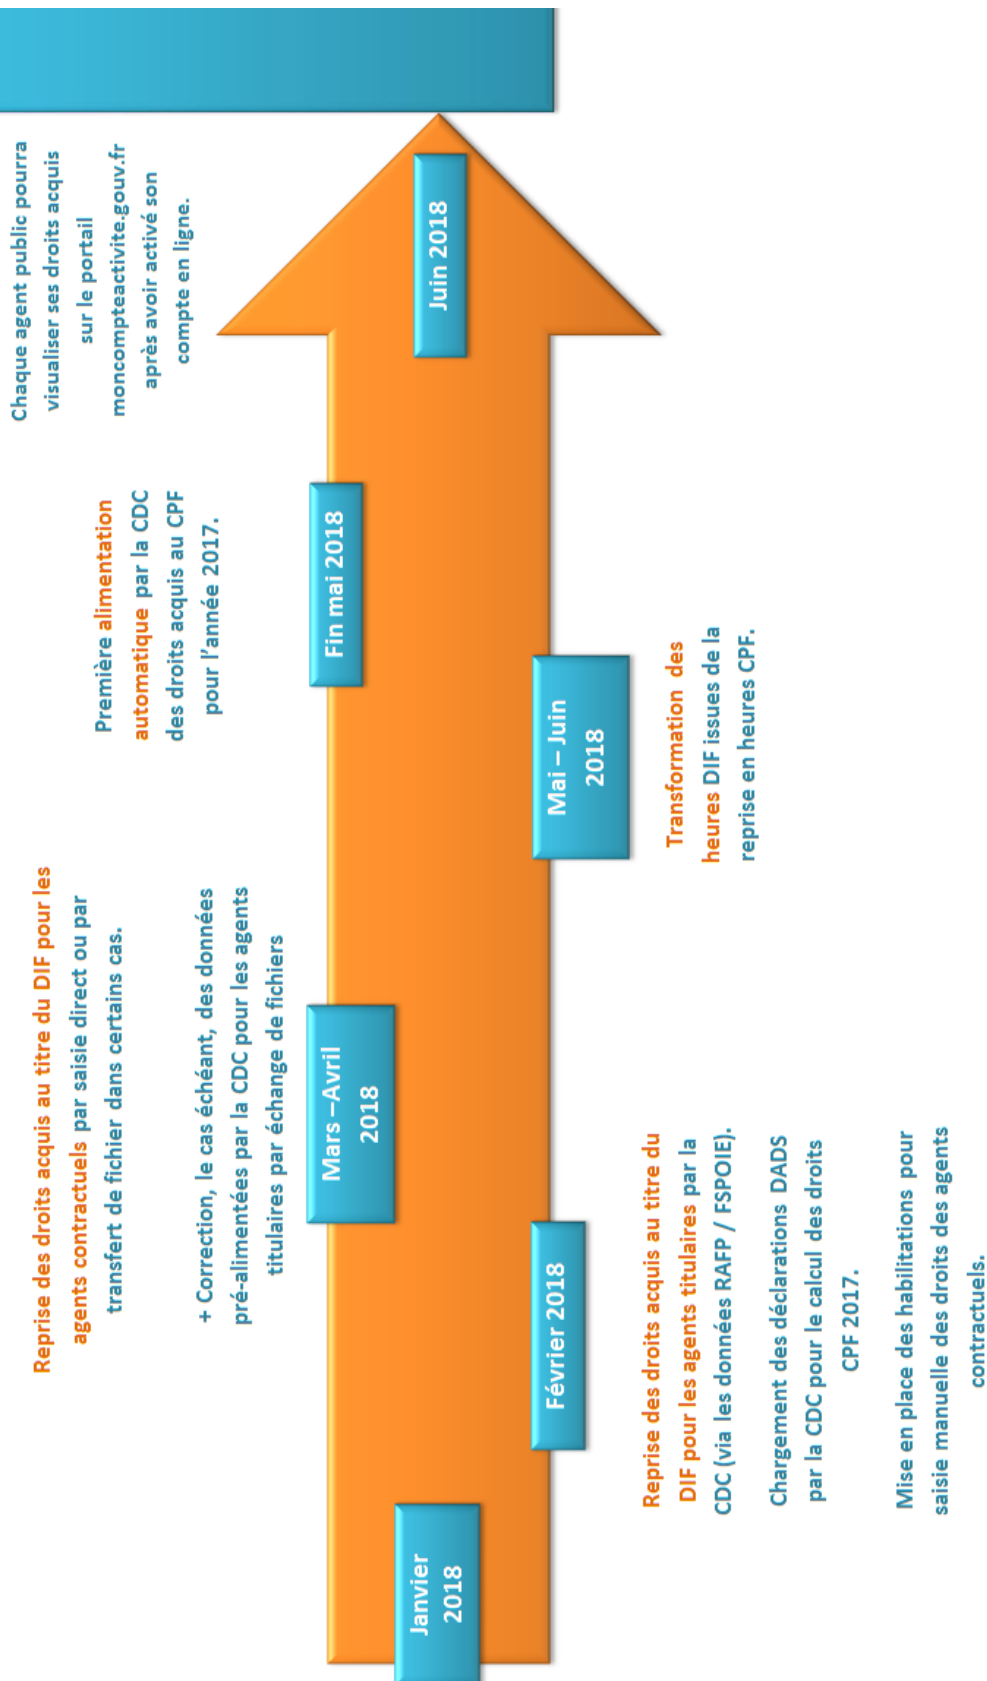 Janvier
2018
Février 2018
Reprise des droits acquis au titre du
DIF pour les agents titulaires par la
CDC (via les données RAFP / FSPOIE).
Chargement des déclarations DADS
par la CDC pour le calcul des droits
CPF 2017.
Mise en place des habilitations pour
saisie manuelle des droits des agents
contractuels.
Mars –Avril
2018
Reprise des droits acquis au titre du DIF pour les
agents contractuels par saisie direct ou par
transfert de fichier dans certains cas.
+ Correction, le cas échéant, des données
pré-alimentées par la CDC pour les agents
titulaires par échange de fichiers
Mai – Juin
2018
Transformation des
heures DIF issues de la
reprise en heures CPF.
Fin mai 2018
Première alimentation
automatique par la CDC
des droits acquis au CPF
pour l’année 2017.
Juin 2018
Chaque agent public pourra
visualiser ses droits acquis
sur le portail
moncompteactivite.gouv.fr
après avoir activé son
compte en ligne.